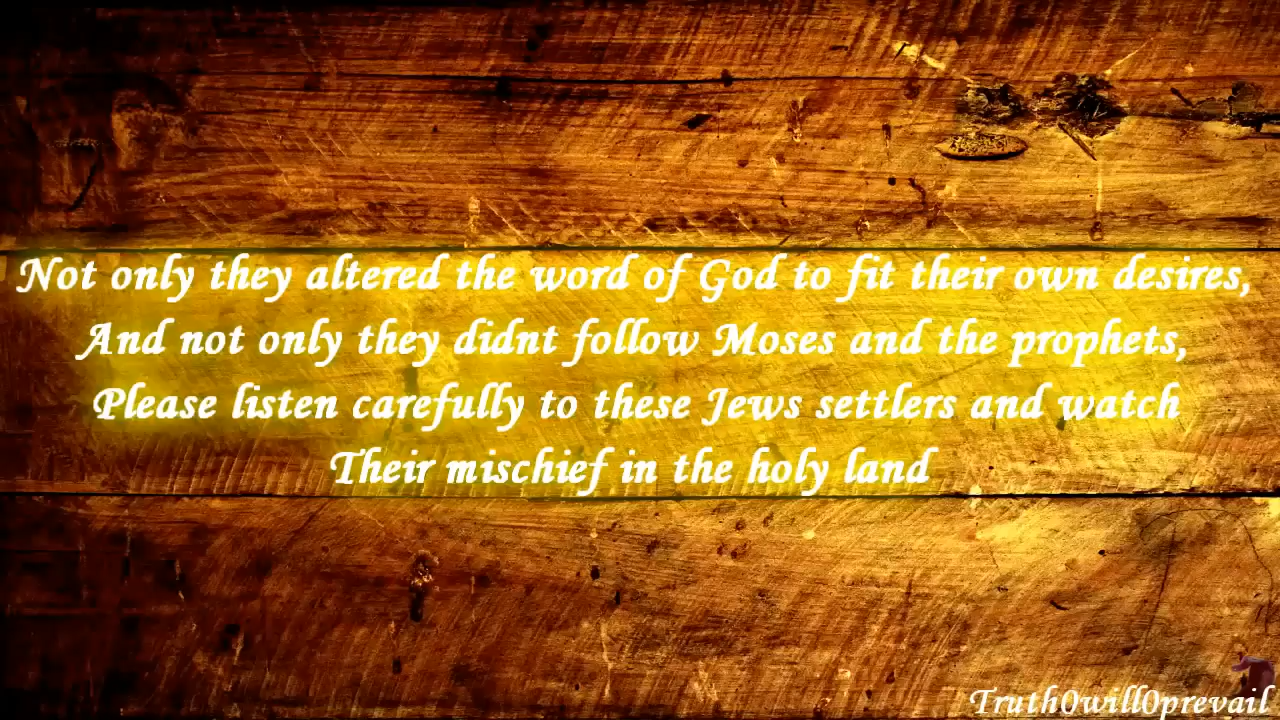 Not only they altered the word of God to fit their own desires,
And not only they didnt follow Moses and the prophets,
Please listen carefully to these Jews settlers and watch
Their mischief in the holy land
Truth0will0prevail